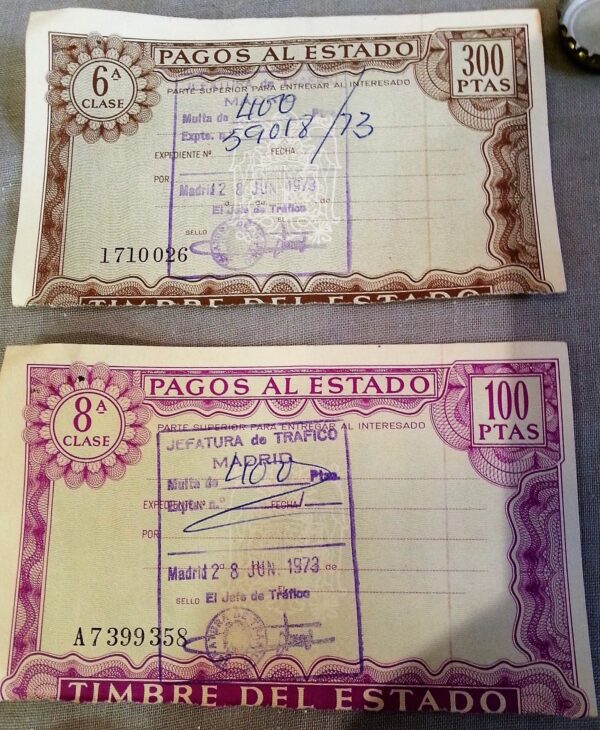 PAGOS AL ESTADO
6ª CLASE
300 PTAS
PARTE SUPERIOR PARA ENTREGAR AL INTERESADO
Multa de 400 Ptas.
Expte. n.º 59018/73
EXPEDIENTE Nº FECHA
POR
Madrid 2 8 JUN. 1973
El Jefe de Tráfico
SELLO
1710026
TIMBRE DEL ESTADO
PAGOS AL ESTADO
8ª CLASE
100 PTAS
PARTE SUPERIOR PARA ENTREGAR AL INTERESADO
JEFATURA de TRAFICO
MADRID
Multa de 400 Ptas.
EXPEDIENTE Nº FECHA
Expte. n.º
POR
Madrid 2 8 JUN. 1973
SELLO El Jefe de Tráfico
A7399358
TIMBRE DEL ESTADO